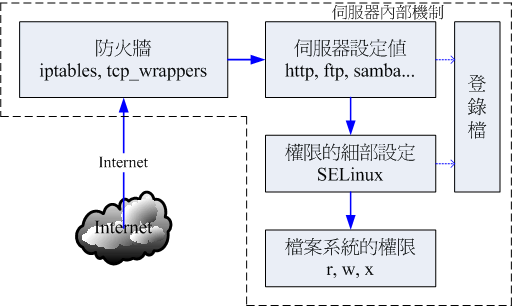 伺服器內部機制
防火牆
iptables, tcp_wrappers
伺服器設定值
http, ftp, samba...
登錄檔
權限的細部設定
SELinux
Internet
Internet
檔案系統的權限
r, w, x